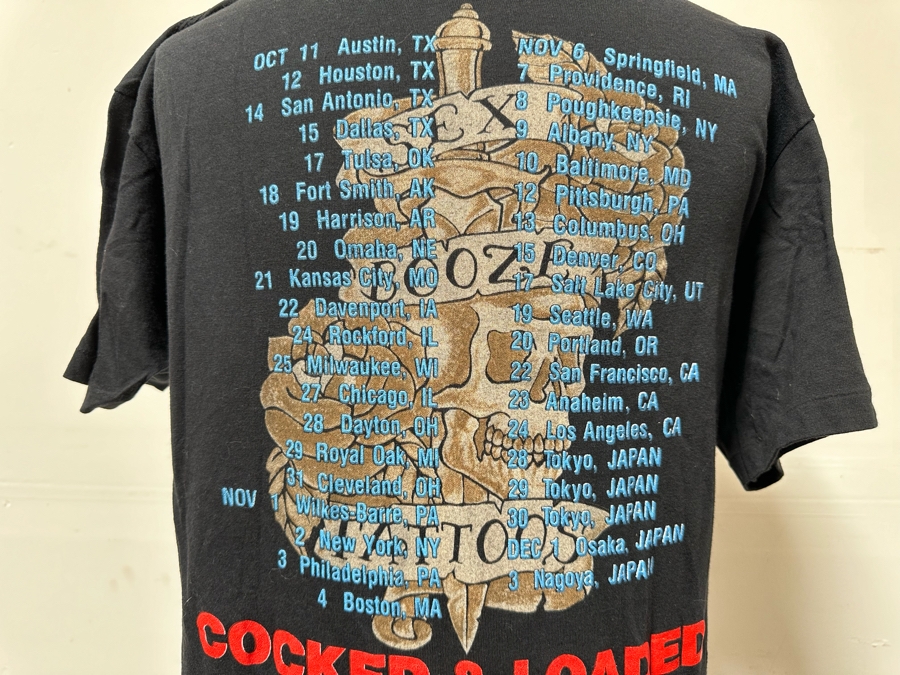 OCT 11 Austin, TX
12 Houston, TX
14 San Antonio, TX
15 Dallas, TX
17 Tulsa, OK
18 Fort Smith, AK
19 Harrison, AR
20 Omaha, NE
21 Kansas City, MO
22 Davenport, IA
24 Rockford, IL
25 Milwaukee, WI
27 Chicago, IL
28 Dayton, OH
29 Royal Oak, MI
31 Cleveland, OH
NOV 1 Wilkes-Barre, PA
2 New York, NY
3 Philadelphia, PA
4 Boston, MA
NOV 6 Springfield, MA
7 Providence, RI
8 Poughkeepsie, NY
9 Albany, NY
10 Baltimore, MD
12 Pittsburgh, PA
13 Columbus, OH
15 Denver, CO
17 Salt Lake City, UT
19 Seattle, WA
20 Portland, OR
22 San Francisco, CA
23 Anaheim, CA
24 Los Angeles, CA
28 Tokyo, JAPAN
29 Tokyo, JAPAN
30 Tokyo, JAPAN
DEC 1 Osaka, JAPAN
3 Nagoya, JAPAN
SEX
BOOZE
TATTOOS
COCKED & LOADED